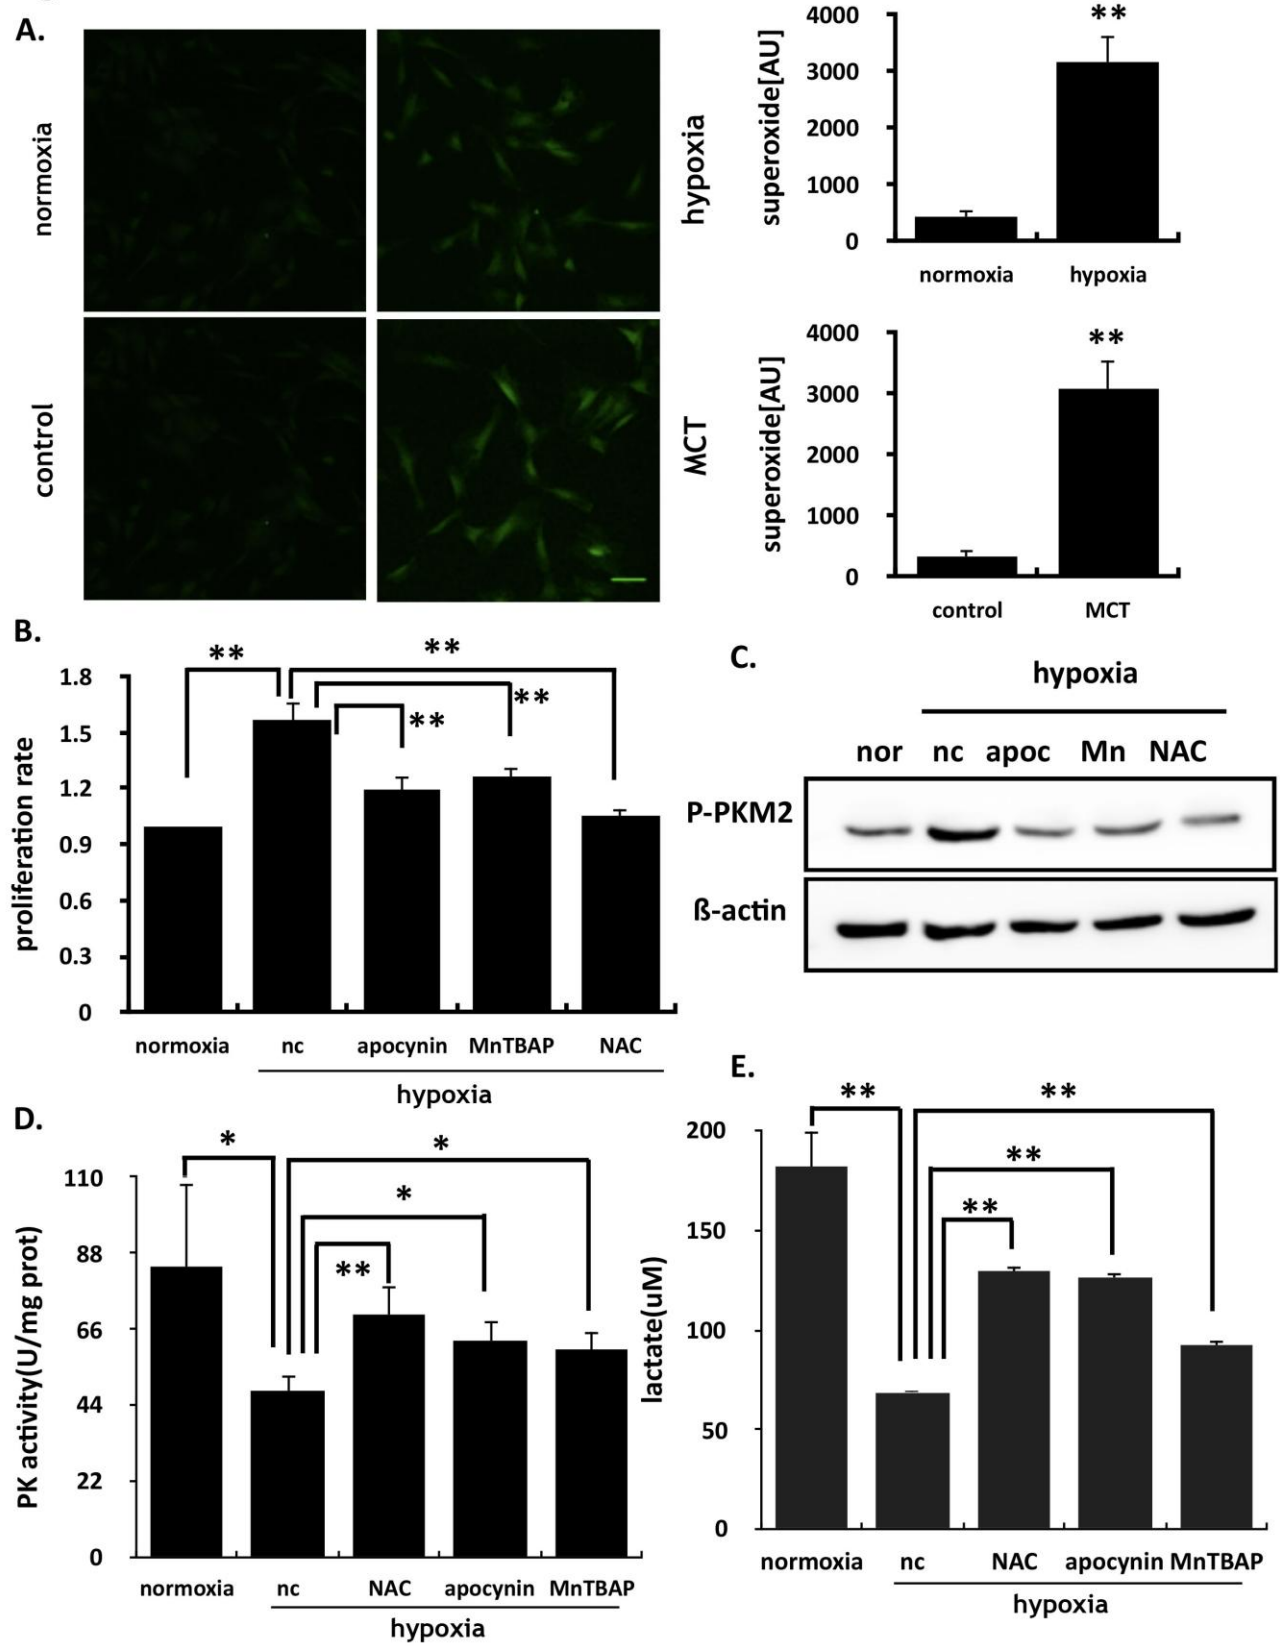 A.
normoxia
hypoxia
control
MCT
superoxide[AU]
4000
3000
2000
1000
0
**
normoxia hypoxia
superoxide[AU]
4000
3000
2000
1000
0
**
control MCT
B.
proliferation rate
1.8
1.5
1.2
0.9
0.6
0.3
0
**
**
**
**
normoxia nc apocynin MnTBAP NAC
hypoxia
C.
hypoxia
nor nc apoc Mn NAC
P-PKM2
ß-actin
D.
PK activity(U/mg prot)
110
88
66
44
22
0
*
*
*
**
normoxia nc NAC apocynin MnTBAP
hypoxia
E.
lactate(uM)
200
150
100
50
0
**
**
**
**
normoxia nc NAC apocynin MnTBAP
hypoxia